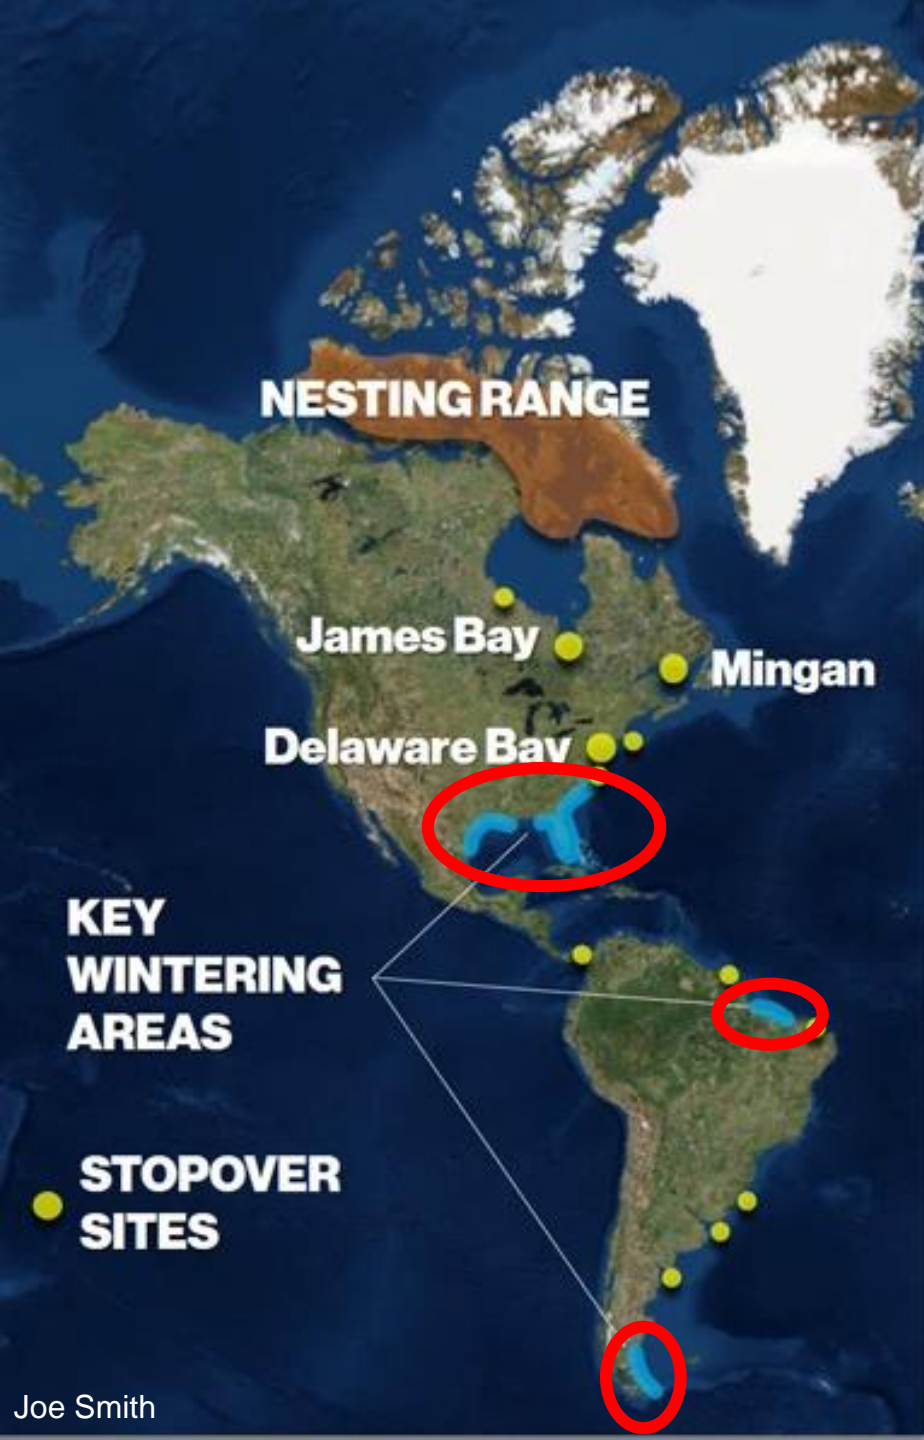 NESTING RANGE
James Bay
Mingan
Delaware Bay
KEY
WINTERING
AREAS
STOPOVER
SITES
Joe Smith